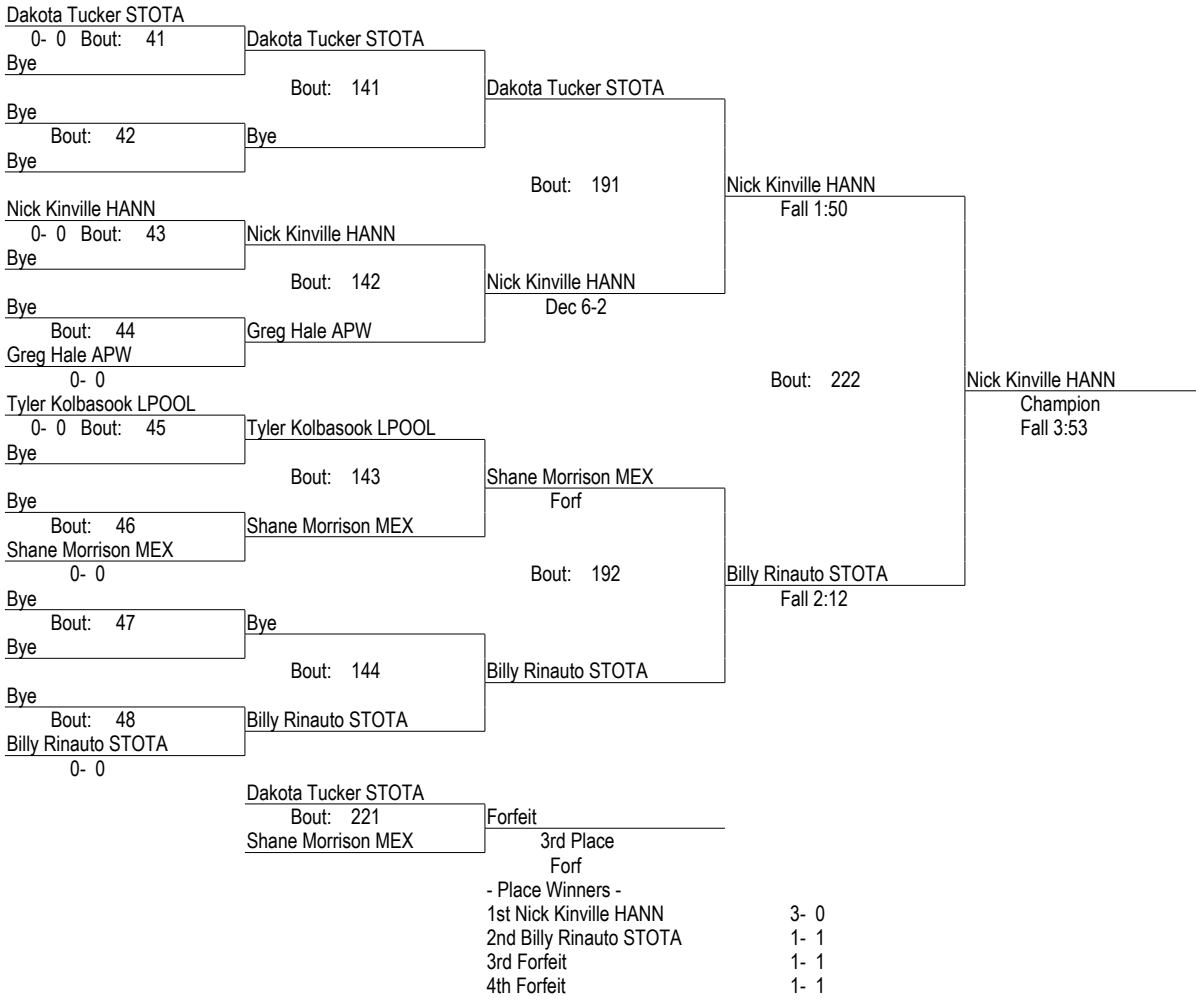 Dakota Tucker STOTA
0- 0 Bout: 41
Dakota Tucker STOTA
Bye
Bout: 141
Dakota Tucker STOTA
Bye
Bout: 42
Bye
Bye
Bout: 191
Nick Kinville HANN
Fall 1:50
Nick Kinville HANN
0- 0 Bout: 43
Nick Kinville HANN
Bye
Bout: 142
Nick Kinville HANN
Dec 6-2
Bye
Bout: 44
Greg Hale APW
Greg Hale APW
0- 0
Bout: 222
Nick Kinville HANN
Champion
Fall 3:53
Tyler Kolbasook LPOOL
0- 0 Bout: 45
Tyler Kolbasook LPOOL
Bye
Bout: 143
Shane Morrison MEX
Forf
Bye
Bout: 46
Shane Morrison MEX
Shane Morrison MEX
0- 0
Bout: 192
Billy Rinauto STOTA
Fall 2:12
Bye
Bout: 47
Bye
Bye
Bout: 144
Billy Rinauto STOTA
Bye
Bout: 48
Billy Rinauto STOTA
Billy Rinauto STOTA
0- 0
Dakota Tucker STOTA
Bout: 221
Forfeit
Shane Morrison MEX
3rd Place
Forf
- Place Winners -
1st Nick Kinville HANN 3- 0
2nd Billy Rinauto STOTA 1- 1
3rd Forfeit 1- 1
4th Forfeit 1- 1